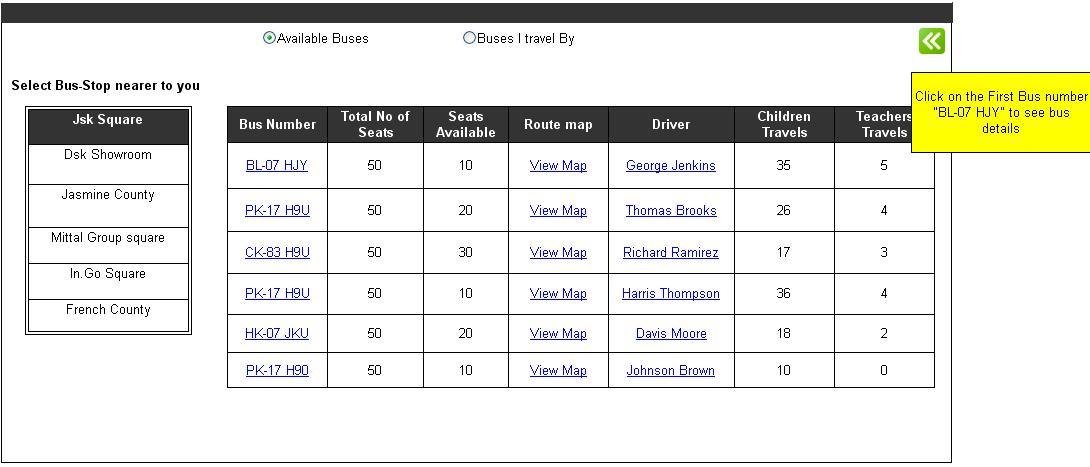 Available Buses Buses I travel By
Select Bus-Stop nearer to you
Click on the First Bus number
"BL-07 HJY" to see bus
details
Jsk Square
Dsk Showroom
Jasmine County
Mittal Group square
In.Go Square
French County
Bus Number Total No of Seats Seats Available Route map Driver Children Travels Teachers Travels
BL-07 HJY 50 10 View Map George Jenkins 35 5
PK-17 H9U 50 20 View Map Thomas Brooks 26 4
CK-83 H9U 50 30 View Map Richard Ramirez 17 3
PK-17 H9U 50 10 View Map Harris Thompson 36 4
HK-07 JKU 50 20 View Map Davis Moore 18 2
PK-17 H90 50 10 View Map Johnson Brown 10 0